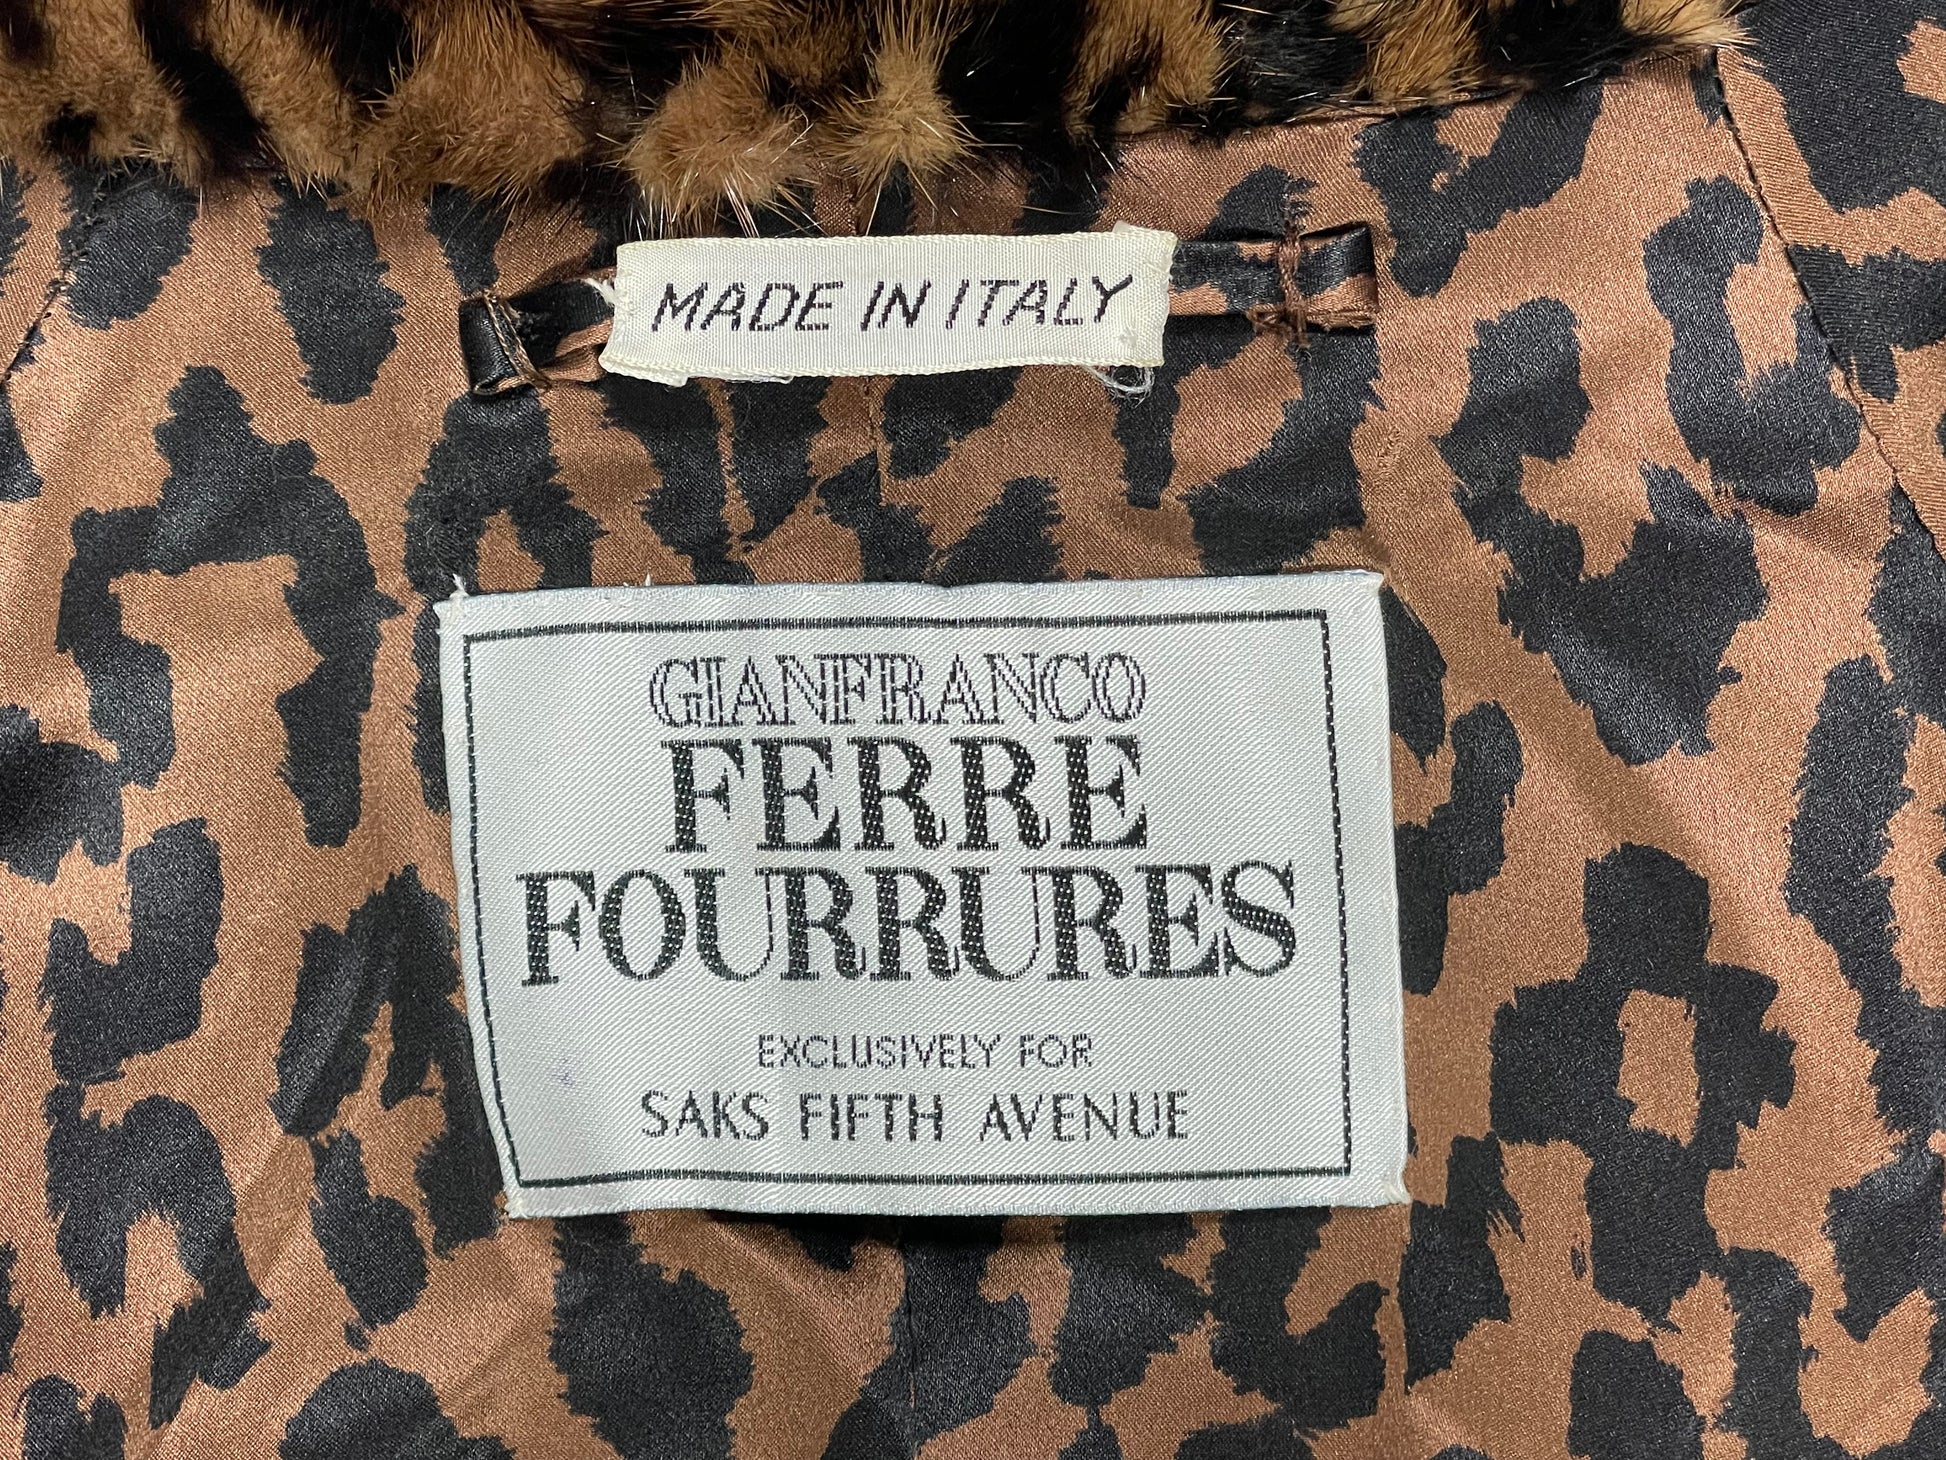 MADE IN ITALY
GIANFRANCO
FERRE
FOURRURES
EXCLUSIVELY FOR
SAKS FIFTH AVENUE